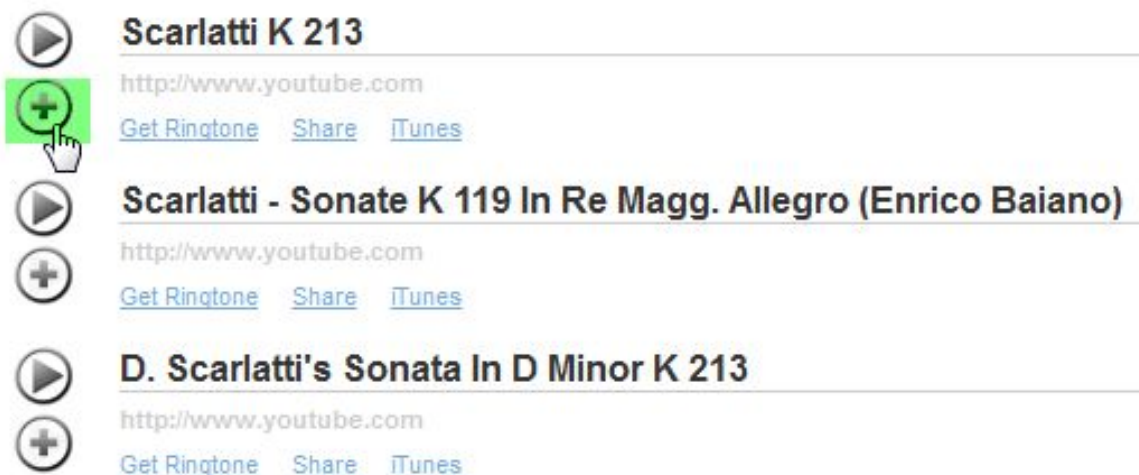 Scarlatti K 213
http://www.youtube.com
Get Ringtone Share iTunes
Scarlatti - Sonate K 119 In Re Magg. Allegro (Enrico Baiano)
http://www.youtube.com
Get Ringtone Share iTunes
D. Scarlatti's Sonata In D Minor K 213
http://www.youtube.com
Get Ringtone Share iTunes